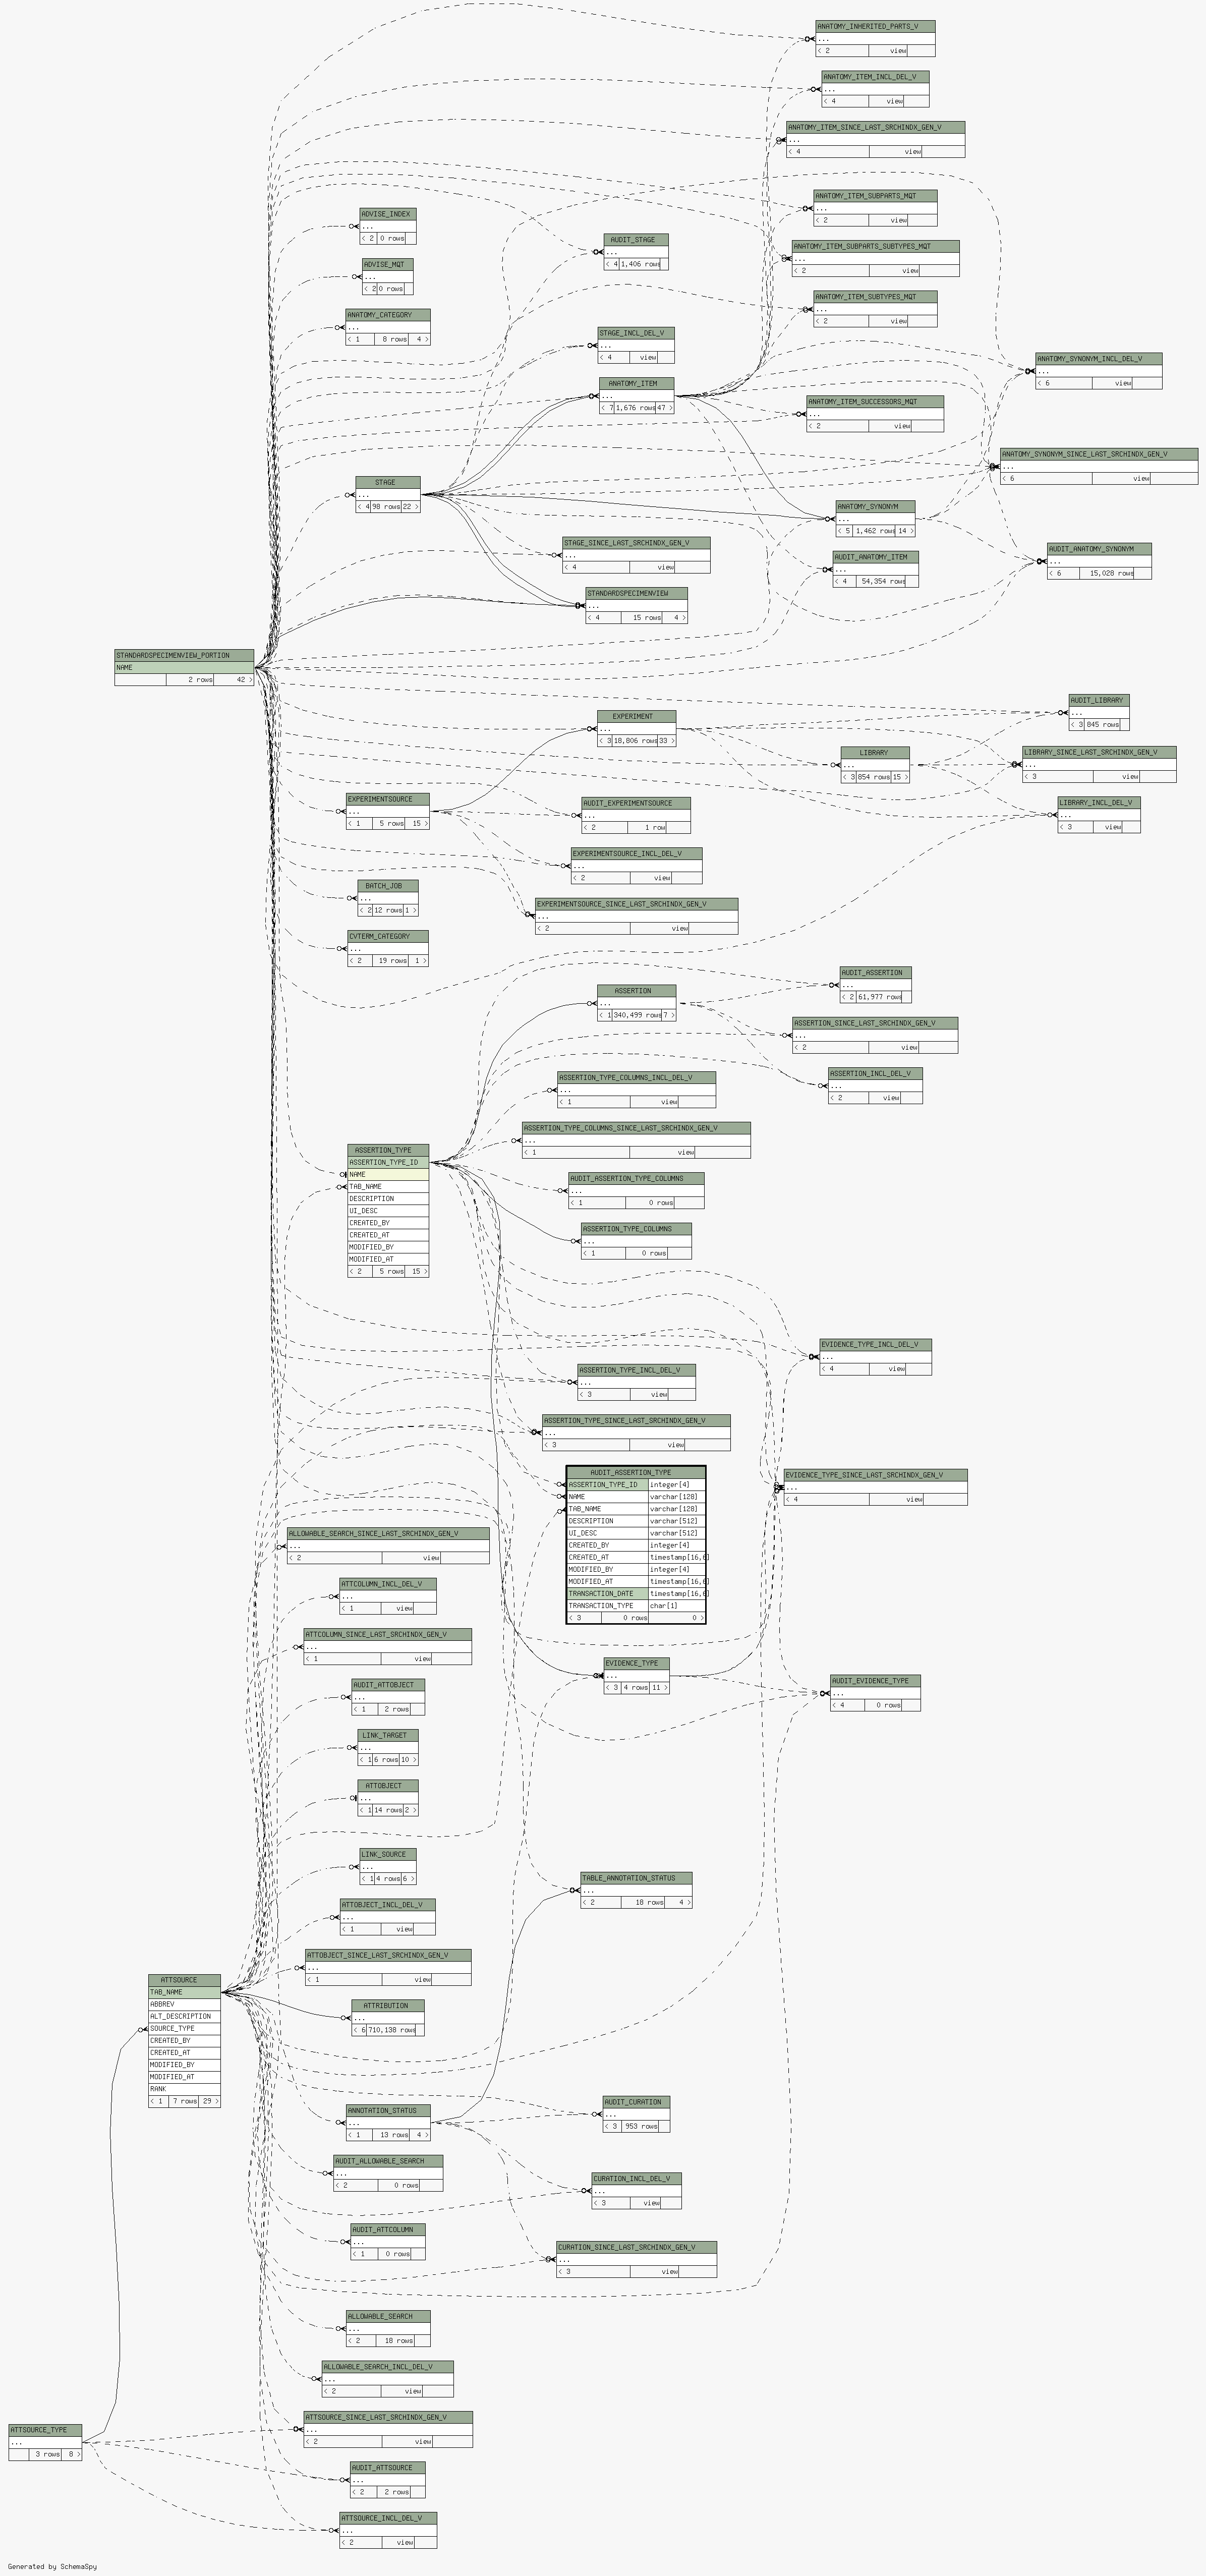 ANATOMY_INHERITED_PARTS_V
...
< 2 view
ANATOMY_ITEM_INCL_DEL_V
...
< 4 view
ANATOMY_ITEM_SINCE_LAST_SRCHINDX_GEN_V
...
< 4 view
ANATOMY_ITEM_SUBPARTS_MQT
...
< 2 view
ADVISE_INDEX
...
< 2 0 rows
AUDIT_STAGE
...
< 4 1,406 rows
ANATOMY_ITEM_SUBPARTS_SUBTYPES_MQT
...
< 2 view
ADVISE_MQT
...
< 2 0 rows
ANATOMY_ITEM_SUBTYPES_MQT
...
< 2 view
ANATOMY_CATEGORY
...
< 1 8 rows 4 >
STAGE_INCL_DEL_V
...
< 4 view
ANATOMY_SYNONYM_INCL_DEL_V
...
< 6 view
ANATOMY_ITEM
...
< 7 1,676 rows 47 >
ANATOMY_ITEM_SUCCESSORS_MQT
...
< 2 view
ANATOMY_SYNONYM_SINCE_LAST_SRCHINDX_GEN_V
...
< 6 view
STAGE
...
< 4 98 rows 22 >
ANATOMY_SYNONYM
...
< 5 1,462 rows 14 >
STAGE_SINCE_LAST_SRCHINDX_GEN_V
...
< 4 view
AUDIT_ANATOMY_SYNONYM
...
< 6 15,028 rows
AUDIT_ANATOMY_ITEM
...
< 4 54,354 rows
STANDARDSPECIMENVIEW
...
< 4 15 rows 4 >
STANDARDSPECIMENVIEW_PORTION
NAME
2 rows 42 >
AUDIT_LIBRARY
...
< 3 845 rows
EXPERIMENT
...
< 3 18,806 rows 33 >
LIBRARY
...
< 3 854 rows 15 >
LIBRARY_SINCE_LAST_SRCHINDX_GEN_V
...
< 3 view
EXPERIMENTSOURCE
...
< 1 5 rows 15 >
AUDIT_EXPERIMENTSOURCE
...
< 2 1 row
LIBRARY_INCL_DEL_V
...
< 3 view
EXPERIMENTSOURCE_INCL_DEL_V
...
< 2 view
BATCH_JOB
...
< 2 12 rows 1 >
EXPERIMENTSOURCE_SINCE_LAST_SRCHINDX_GEN_V
...
< 2 view
CVTERM_CATEGORY
...
< 2 19 rows 1 >
AUDIT_ASSERTION
...
< 2 61,977 rows
ASSERTION
...
< 1 340,499 rows 7 >
ASSERTION_SINCE_LAST_SRCHINDX_GEN_V
...
< 2 view
ASSERTION_INCL_DEL_V
...
< 2 view
ASSERTION_TYPE_COLUMNS_INCL_DEL_V
...
< 1 view
ASSERTION_TYPE_COLUMNS_SINCE_LAST_SRCHINDX_GEN_V
...
< 1 view
ASSERTION_TYPE
ASSERTION_TYPE_ID
NAME
TAB_NAME
DESCRIPTION
UI_DESC
CREATED_BY
CREATED_AT
MODIFIED_BY
MODIFIED_AT
< 2 5 rows 15 >
AUDIT_ASSERTION_TYPE_COLUMNS
...
< 1 0 rows
ASSERTION_TYPE_COLUMNS
...
< 1 0 rows
EVIDENCE_TYPE_INCL_DEL_V
...
< 4 view
ASSERTION_TYPE_INCL_DEL_V
...
< 3 view
ASSERTION_TYPE_SINCE_LAST_SRCHINDX_GEN_V
...
< 3 view
EVIDENCE_TYPE_SINCE_LAST_SRCHINDX_GEN_V
...
< 4 view
AUDIT_ASSERTION_TYPE
ASSERTION_TYPE_ID integer[4]
NAME varchar[128]
TAB_NAME varchar[128]
DESCRIPTION varchar[512]
UI_DESC varchar[512]
CREATED_BY integer[4]
CREATED_AT timestamp[16,6]
MODIFIED_BY integer[4]
MODIFIED_AT timestamp[16,6]
TRANSACTION_DATE timestamp[16,6]
TRANSACTION_TYPE char[1]
< 3 0 rows 0 >
ALLOWABLE_SEARCH_SINCE_LAST_SRCHINDX_GEN_V
...
< 2 view
ATTCOLUMN_INCL_DEL_V
...
< 1 view
ATTCOLUMN_SINCE_LAST_SRCHINDX_GEN_V
...
< 1 view
EVIDENCE_TYPE
...
< 3 4 rows 11 >
AUDIT_EVIDENCE_TYPE
...
< 4 0 rows
AUDIT_ATTOBJECT
...
< 1 2 rows
LINK_TARGET
...
< 1 6 rows 10 >
ATTOBJECT
...
< 1 14 rows 2 >
LINK_SOURCE
...
< 1 4 rows 6 >
TABLE_ANNOTATION_STATUS
...
< 2 18 rows 4 >
ATTOBJECT_INCL_DEL_V
...
< 1 view
ATTOBJECT_SINCE_LAST_SRCHINDX_GEN_V
...
< 1 view
ATTSOURCE
TAB_NAME
ABBREV
ALT_DESCRIPTION
SOURCE_TYPE
CREATED_BY
CREATED_AT
MODIFIED_BY
MODIFIED_AT
RANK
< 1 7 rows 29 >
ATTRIBUTION
...
< 6 710,138 rows
AUDIT_CURATION
...
< 3 953 rows
ANNOTATION_STATUS
...
< 1 13 rows 4 >
AUDIT_ALLOWABLE_SEARCH
...
< 2 0 rows
CURATION_INCL_DEL_V
...
< 3 view
AUDIT_ATTCOLUMN
...
< 1 0 rows
CURATION_SINCE_LAST_SRCHINDX_GEN_V
...
< 3 view
ALLOWABLE_SEARCH
...
< 2 18 rows
ALLOWABLE_SEARCH_INCL_DEL_V
...
< 2 view
ATTSOURCE_SINCE_LAST_SRCHINDX_GEN_V
...
< 2 view
ATTSOURCE_TYPE
...
3 rows 8 >
AUDIT_ATTSOURCE
...
< 2 2 rows
ATTSOURCE_INCL_DEL_V
...
< 2 view
Generated by SchemaSpy